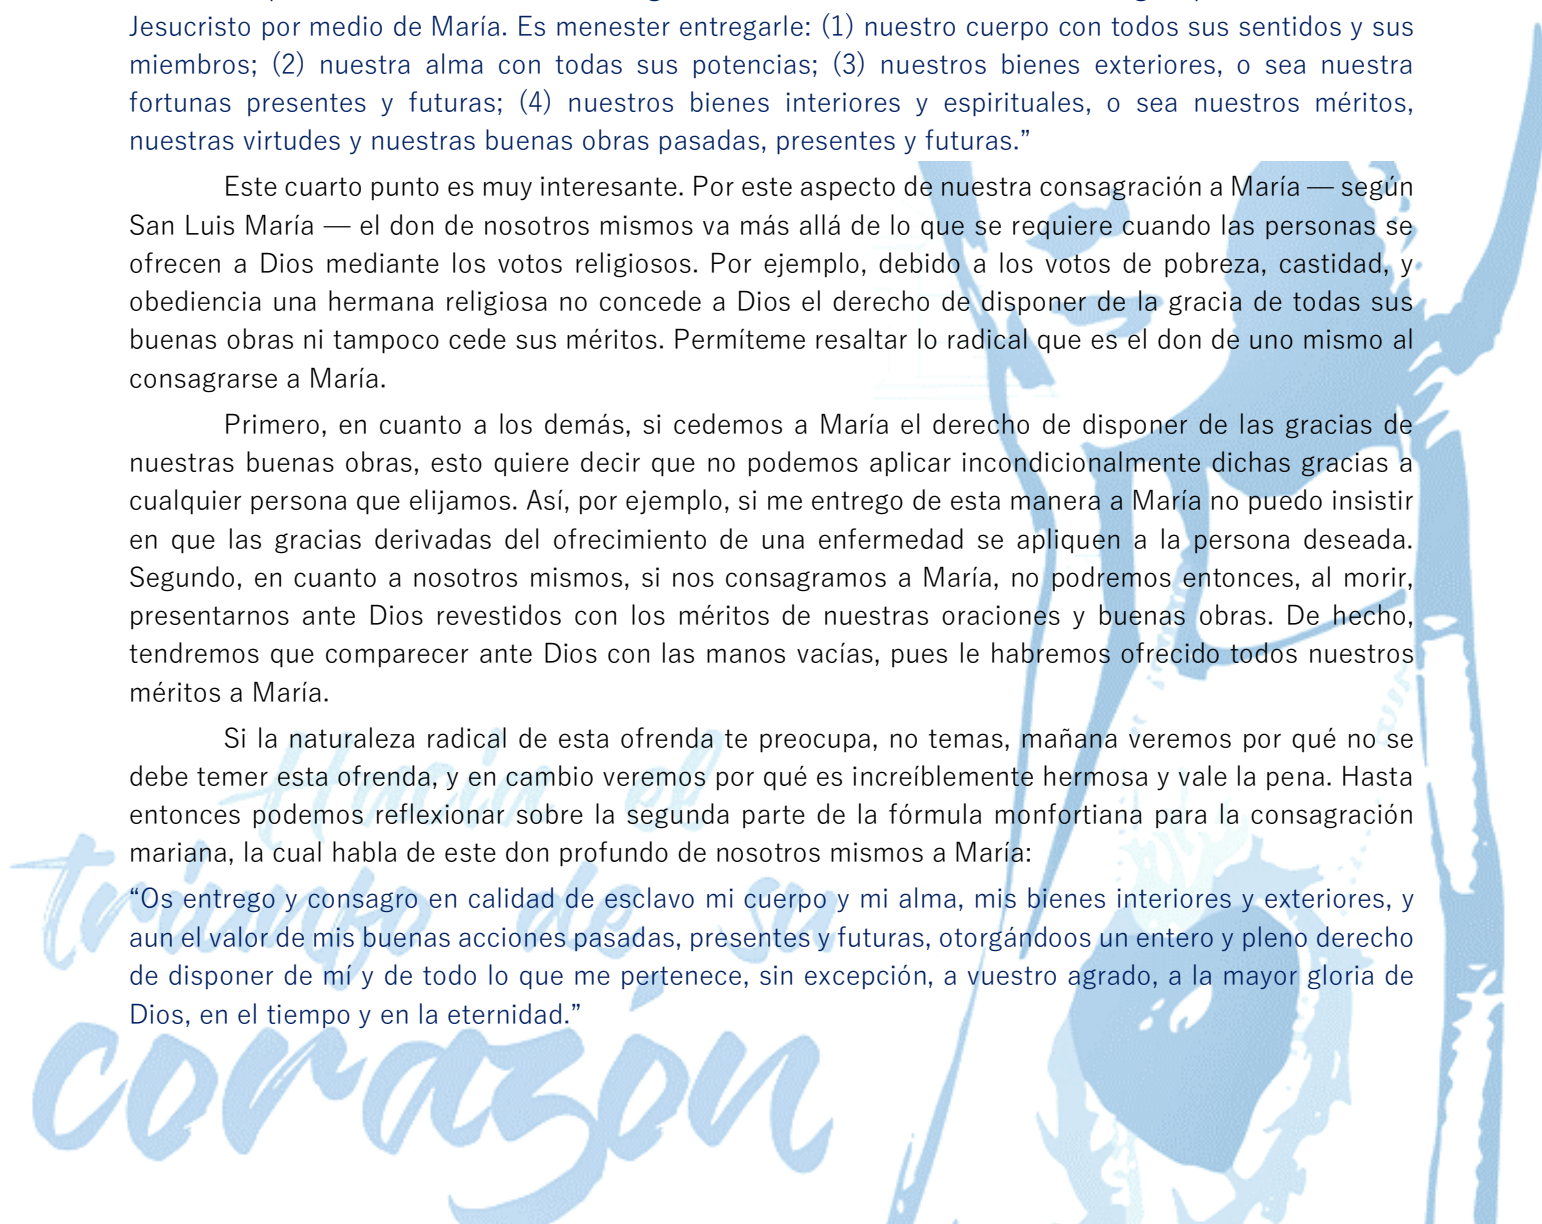 Jesucristo por medio de María. Es menester entregarle: (1) nuestro cuerpo con todos sus sentidos y sus
miembros; (2) nuestra alma con todas sus potencias; (3) nuestros bienes exteriores, o sea nuestra
fortunas presentes y futuras; (4) nuestros bienes interiores y espirituales, o sea nuestros méritos,
nuestras virtudes y nuestras buenas obras pasadas, presentes y futuras.”
Este cuarto punto es muy interesante. Por este aspecto de nuestra consagración a María — según
San Luis María — el don de nosotros mismos va más allá de lo que se requiere cuando las personas se
ofrecen a Dios mediante los votos religiosos. Por ejemplo, debido a los votos de pobreza, castidad, y
obediencia una hermana religiosa no concede a Dios el derecho de disponer de la gracia de todas sus
buenas obras ni tampoco cede sus méritos. Permíteme resaltar lo radical que es el don de uno mismo al
consagrarse a María.
Primero, en cuanto a los demás, si cedemos a María el derecho de disponer de las gracias de
nuestras buenas obras, esto quiere decir que no podemos aplicar incondicionalmente dichas gracias a
cualquier persona que elijamos. Así, por ejemplo, si me entrego de esta manera a María no puedo insistir
en que las gracias derivadas del ofrecimiento de una enfermedad se apliquen a la persona deseada.
Segundo, en cuanto a nosotros mismos, si nos consagramos a María, no podremos entonces, al morir,
presentarnos ante Dios revestidos con los méritos de nuestras oraciones y buenas obras. De hecho,
tendremos que comparecer ante Dios con las manos vacías, pues le habremos ofrecido todos nuestros
méritos a María.
Si la naturaleza radical de esta ofrenda te preocupa, no temas, mañana veremos por qué no se
debe temer esta ofrenda, y en cambio veremos por qué es increíblemente hermosa y vale la pena. Hasta
entonces podemos reflexionar sobre la segunda parte de la fórmula monfortiana para la consagración
mariana, la cual habla de este don profundo de nosotros mismos a María:
“Os entrego y consagro en calidad de esclavo mi cuerpo y mi alma, mis bienes interiores y exteriores, y
aun el valor de mis buenas acciones pasadas, presentes y futuras, otorgándoos un entero y pleno derecho
de disponer de mí y de todo lo que me pertenece, sin excepción, a vuestro agrado, a la mayor gloria de
Dios, en el tiempo y en la eternidad.”
Hacia el
triunfo de su
corazón